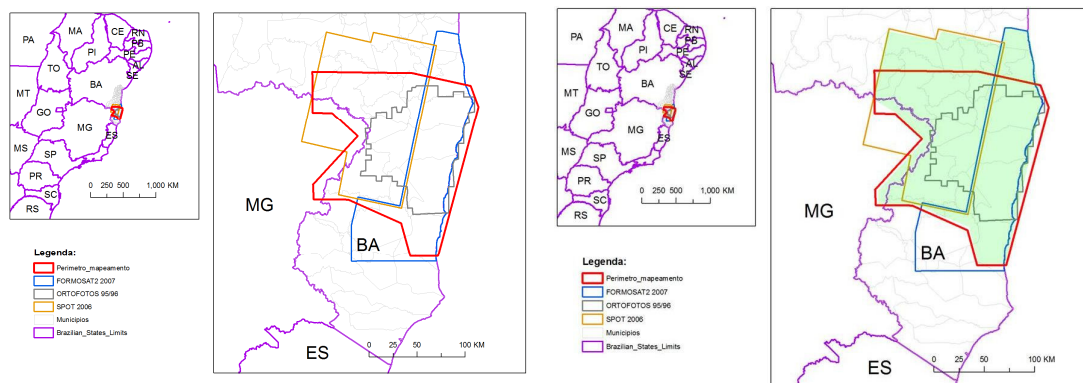 MA CE RN
PA PB
PI PE
AL
TO SE
BA
MT
GO
MG
ES
MS SP
PR
SC
RS
0 250 500 1,000 KM
Legenda:
Perimetro_mapeamento
FORMOSAT2 2007
ORTOFOTOS 95/96
SPOT 2006
Municipios
Brazilian_States_Limits
MG
BA
ES
0 25 50 100 KM
MA CE RN
PA PB
PI PE
AL
TO SE
BA
MT
GO
MG
ES
MS SP
PR
SC
RS
0 250 500 1,000 KM
Legenda:
Perimetro_mapeamento
FORMOSAT2 2007
ORTOFOTOS 95/96
SPOT 2006
Municipios
Brazilian_States_Limits
MG
BA
ES
0 25 50 100 KM